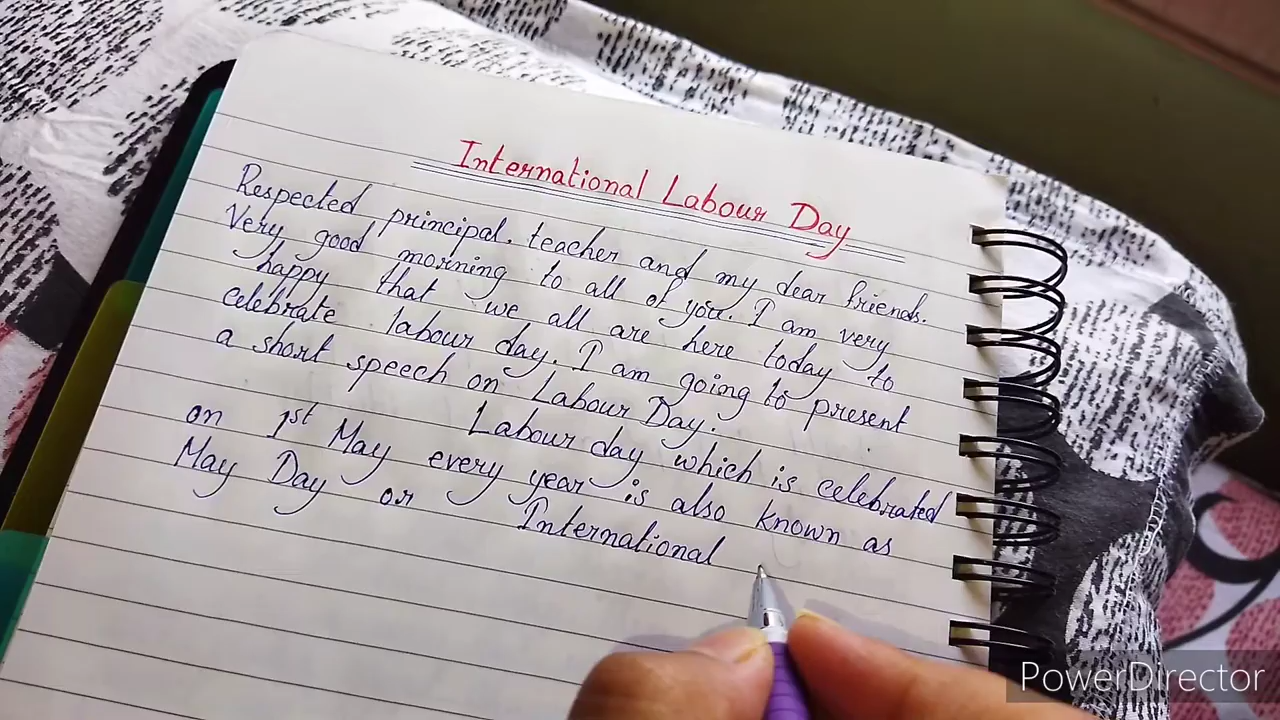 International Labour Day
Respected principal, teacher and my dear friends.
Very good morning to all of you. I am very
happy that we all are here today to
celebrate labour day. I am going to present
a short speech on Labour Day.
Labour day which is celebrated
on 1st May every year is also known as
May Day or International
PowerDirector